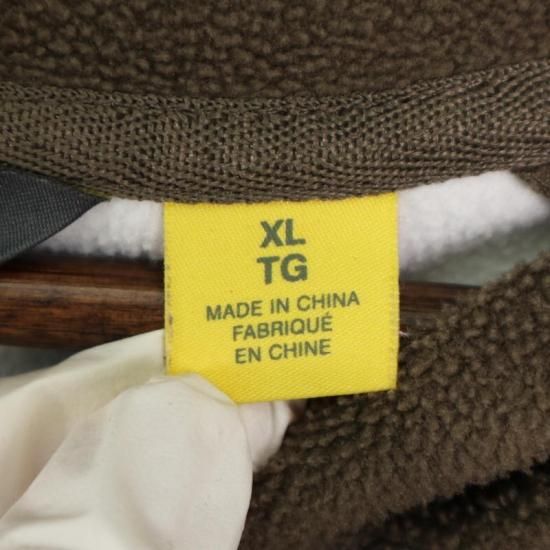 XL
TG
MADE IN CHINA
FABRIQUÉ
EN CHINE